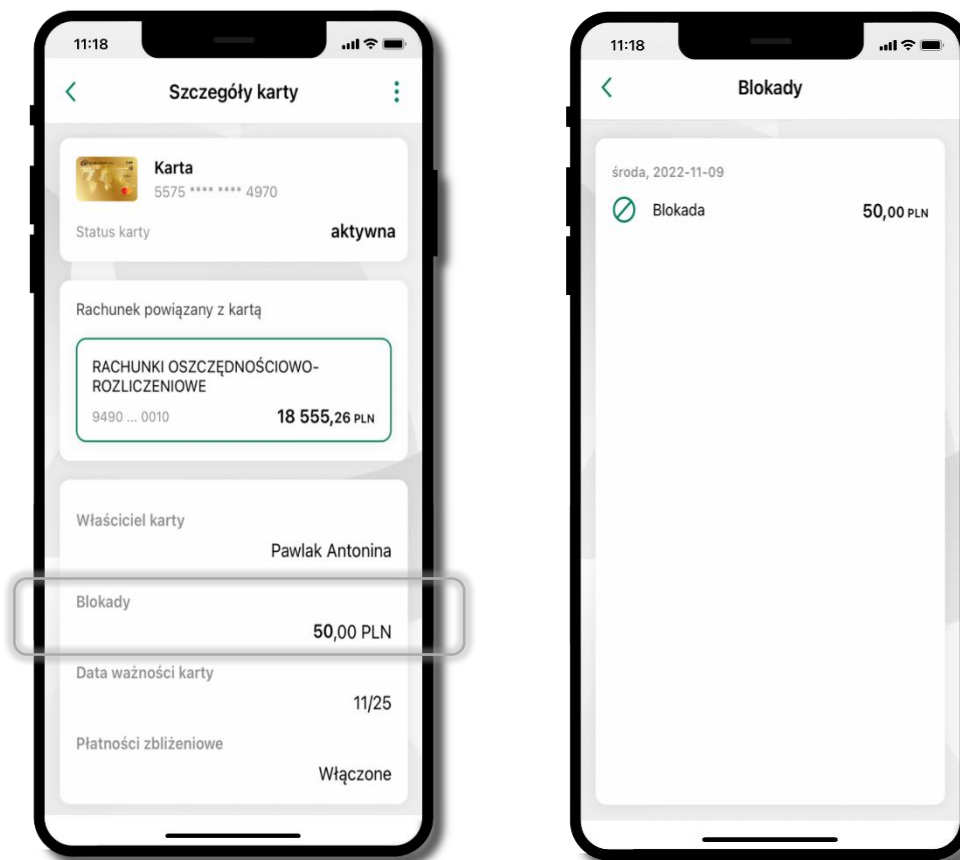 11:18
Szczegóły karty
Karta
5575 **** **** 4970
Status karty
aktywna
Rachunek powiązany z kartą
RACHUNKI OSZCZĘDNOŚCIOWO-
ROZLICZENIOWE
9490 ... 0010
18 555,26 PLN
Właściciel karty
Pawlak Antonina
Blokady
50,00 PLN
Data ważności karty
11/25
Płatności zbliżeniowe
Włączone
11:18
Blokady
środa, 2022-11-09
Blokada
50,00 PLN